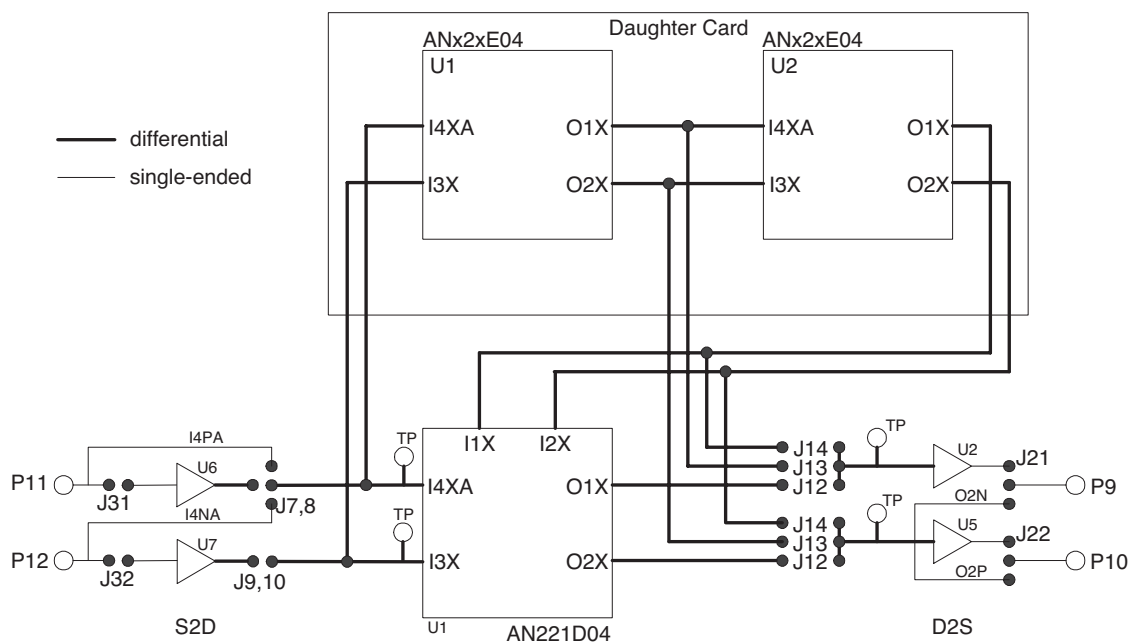 Daughter Card
ANx2xE04
ANx2xE04
U1
U2
differential
single-ended
I4XA
O1X
I4XA
O1X
I3X
O2X
I3X
O2X
I4PA
TP
I1X
I2X
TP
J14
U2
J21
P11
U6
J13
P9
J31
J7,8
I4XA
O1X
J12
I4NA
TP
TP
O2N
J14
P12
U7
J13
U5
J22
J32
J9,10
I3X
O2X
J12
O2P
P10
S2D
U1
AN221D04
D2S